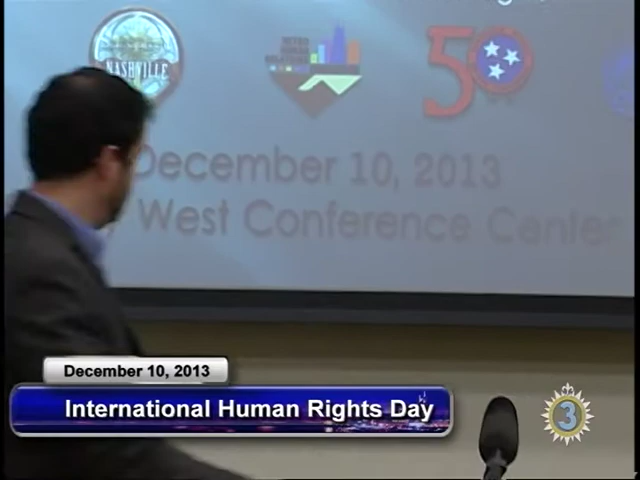 NASHVILLE
50
December 10, 2013
West Conference Center
December 10, 2013
International Human Rights Day
3